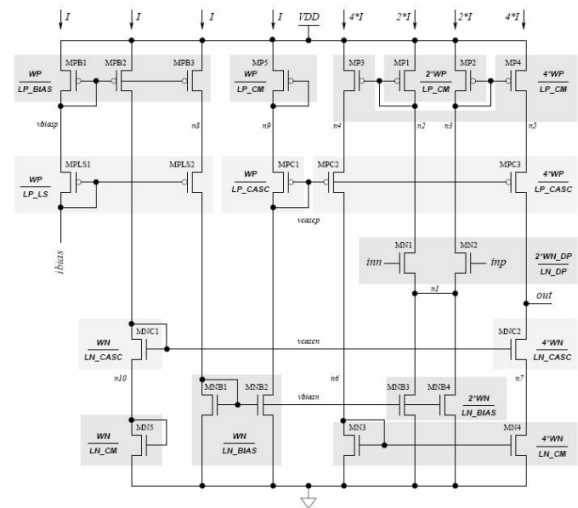 I I I I VDD 4*I 2*I 2*I 4*I
MPB1 MPB2 MPB3 MP5 MP3 MP1 MP2 MP4
WP
LP_BIAS
WP
LP_CM
2*WP
LP_CM
4*WP
LP_CM
vbiasp n8 n9 n4 n2 n3 n5
MPLS1 MPLS2 MPC1 MPC2 MPC3
WP
LP_LS
WP
LP_CASC
4*WP
LP_CASC
vcascp
ibias
MN1 MN2
inn inp
2*WN_DP
LN_DP
n1
out
MNC1 MNC2
WN
LN_CASC
vcascn
4*WN
LN_CASC
n10 n6 n7
MNB1 MNB2 vbiasn MNB3 MNB4
2*WN
LN_BIAS
MN5 MN3 MN4
WN
LN_CM
WN
LN_BIAS
4*WN
LN_CM